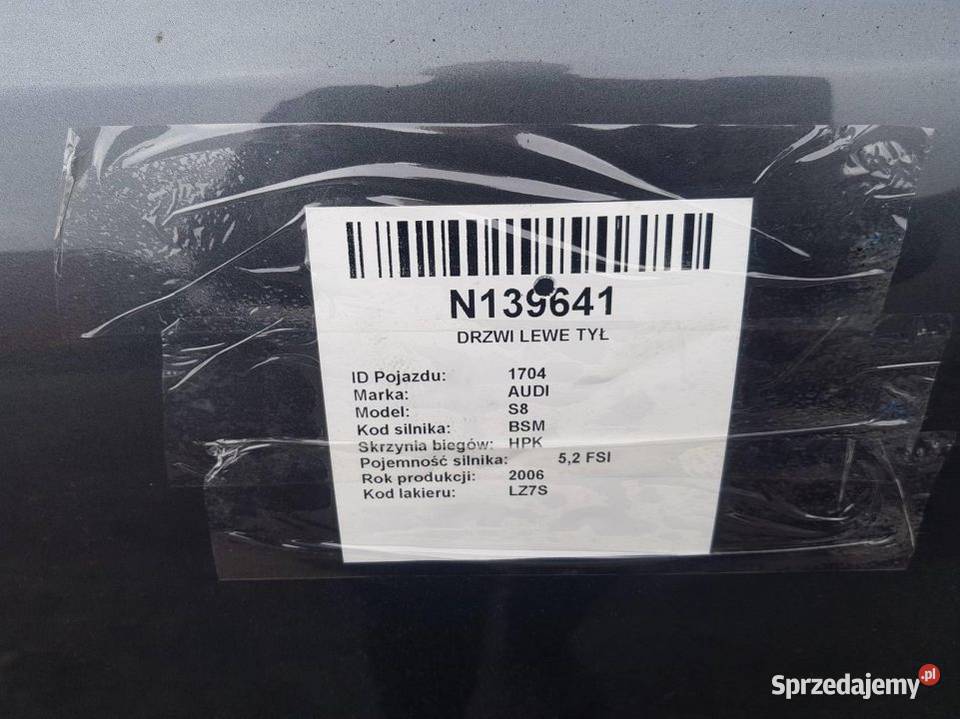 N139641
DRZWI LEWE TYŁ
ID Pojazdu: 1704
Marka: AUDI
Model: S8
Kod silnika: BSM
Skrzynia biegów: HPK
Pojemność silnika: 5,2 FSI
Rok produkcji: 2006
Kod lakieru: LZ7S
Sprzedajemy.pl